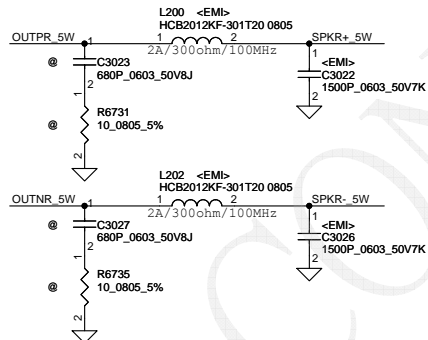 L200 <EMI>
HCB2012KF-301T20 0805
OUTPR_5W 1 1 2 SPKR+_5W
2A/300ohm/100MHz
@ C3023
680P_0603_50V8J
2
1 <EMI>
C3022
1500P_0603_50V7K
2
1
@ R6731
10_0805_5%
2
L202 <EMI>
HCB2012KF-301T20 0805
OUTNR_5W 1 1 2 SPKR-_5W
2A/300ohm/100MHz
@ C3027
680P_0603_50V8J
2
1 <EMI>
C3026
1500P_0603_50V7K
2
1
@ R6735
10_0805_5%
2